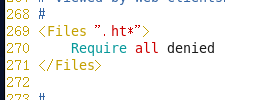 268 #
269 <Files ”.ht*”>
270     Require all denied
271 </Files>
272
273 #